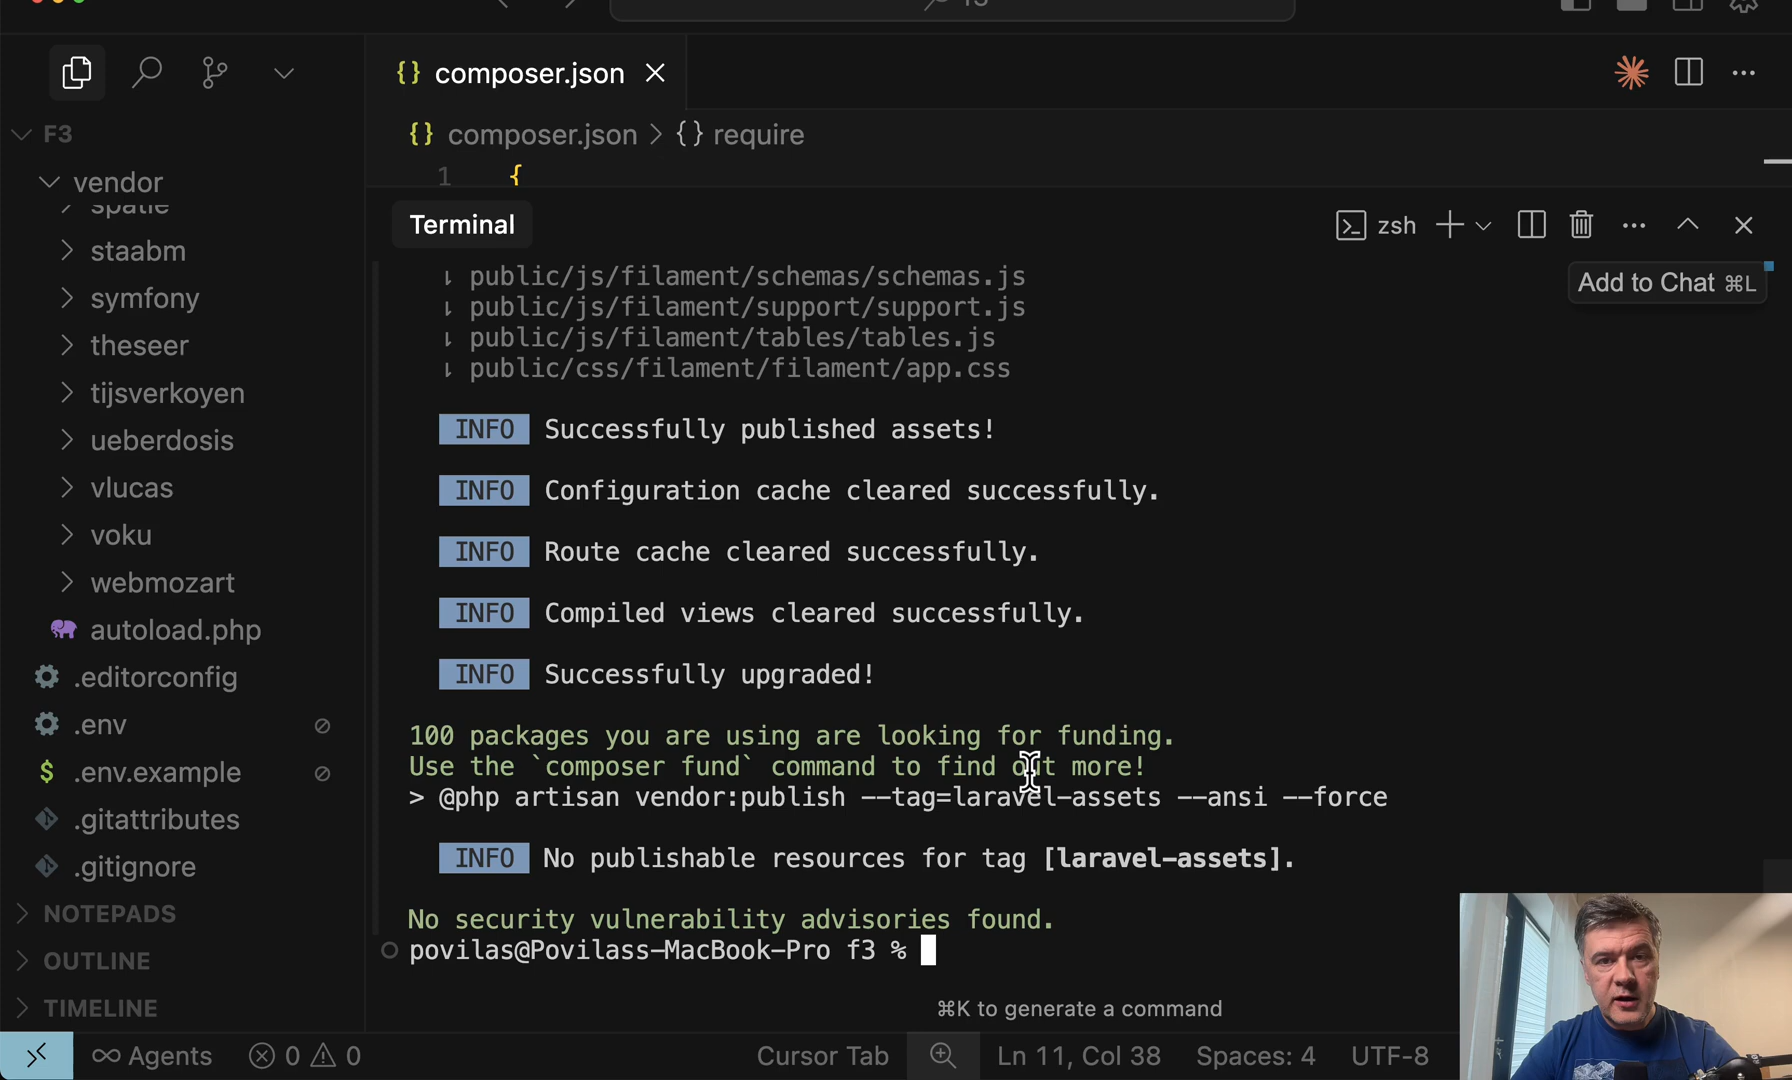 composer.json
F3
composer.json > {} require
1 {
vendor
spatie
staabm
symfony
theseer
tijsverkoyen
ueberdosis
vlucas
voku
webmozart
autoload.php
.editorconfig
.env
$ .env.example
.gitattributes
.gitignore
NOTEPADS
OUTLINE
TIMELINE
Terminal
zsh
Add to Chat ⌘L
public/js/filament/schemas/schemas.js
public/js/filament/support/support.js
public/js/filament/tables/tables.js
public/css/filament/filament/app.css
INFO Successfully published assets!
INFO Configuration cache cleared successfully.
INFO Route cache cleared successfully.
INFO Compiled views cleared successfully.
INFO Successfully upgraded!
100 packages you are using are looking for funding.
Use the `composer fund` command to find out more!
> @php artisan vendor:publish --tag=laravel-assets --ansi --force
INFO No publishable resources for tag [laravel-assets].
No security vulnerability advisories found.
povilas@Povilass-MacBook-Pro f3 %
⌘K to generate a command
Agents 0 0 Cursor Tab Ln 11, Col 38 Spaces: 4 UTF-8